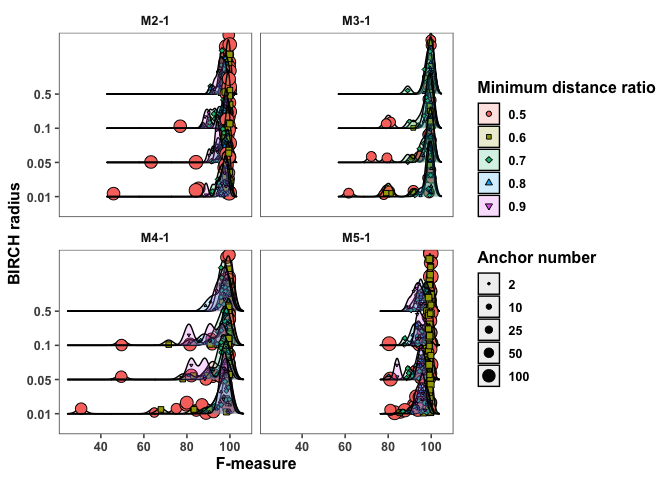 M2-1 M3-1
Minimum distance ratio
0.5
0.6
0.7
0.8
0.9
0.5
0.1
0.05
0.01
BIRCH radius
M4-1 M5-1
Anchor number
2
10
25
50
100
0.5
0.1
0.05
0.01
40 60 80 100 40 60 80 100
F-measure